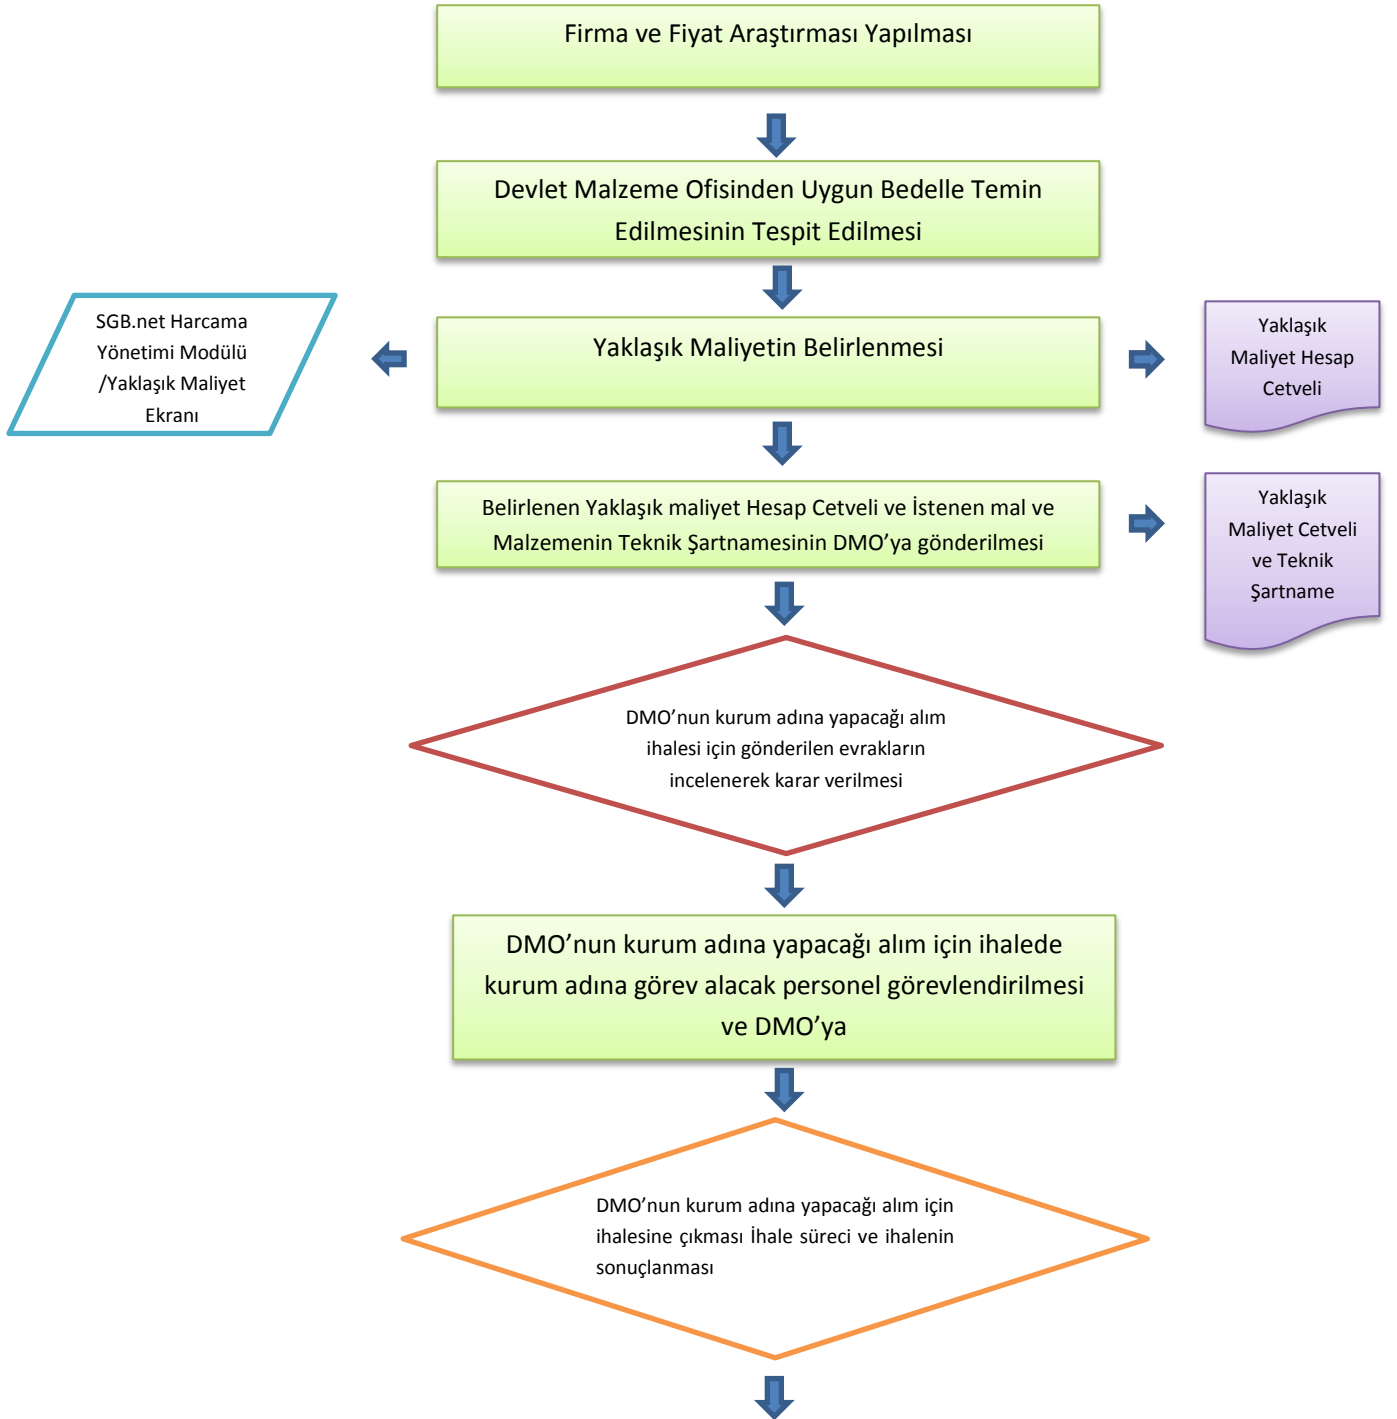 Firma ve Fiyat Araştırması Yapılması
Devlet Malzeme Ofisinden Uygun Bedelle Temin
Edilmesinin Tespit Edilmesi
SGB.net Harcama
Yönetimi Modülü
/Yaklaşık Maliyet
Ekranı
Yaklaşık Maliyetin Belirlenmesi
Yaklaşık
Maliyet Hesap
Cetveli
Belirlenen Yaklaşık maliyet Hesap Cetveli ve İstenen mal ve
Malzemenin Teknik Şartnamesinin DMO’ya gönderilmesi
Yaklaşık
Maliyet Cetveli
ve Teknik
Şartname
DMO’nun kurum adına yapacağı alım
ihalesi için gönderilen evrakların
incelenerek karar verilmesi
DMO’nun kurum adına yapacağı alım için ihalede
kurum adına görev alacak personel görevlendirilmesi
ve DMO’ya
DMO’nun kurum adına yapacağı alım için
ihalesine çıkması İhale süreci ve ihalenin
sonuçlanması